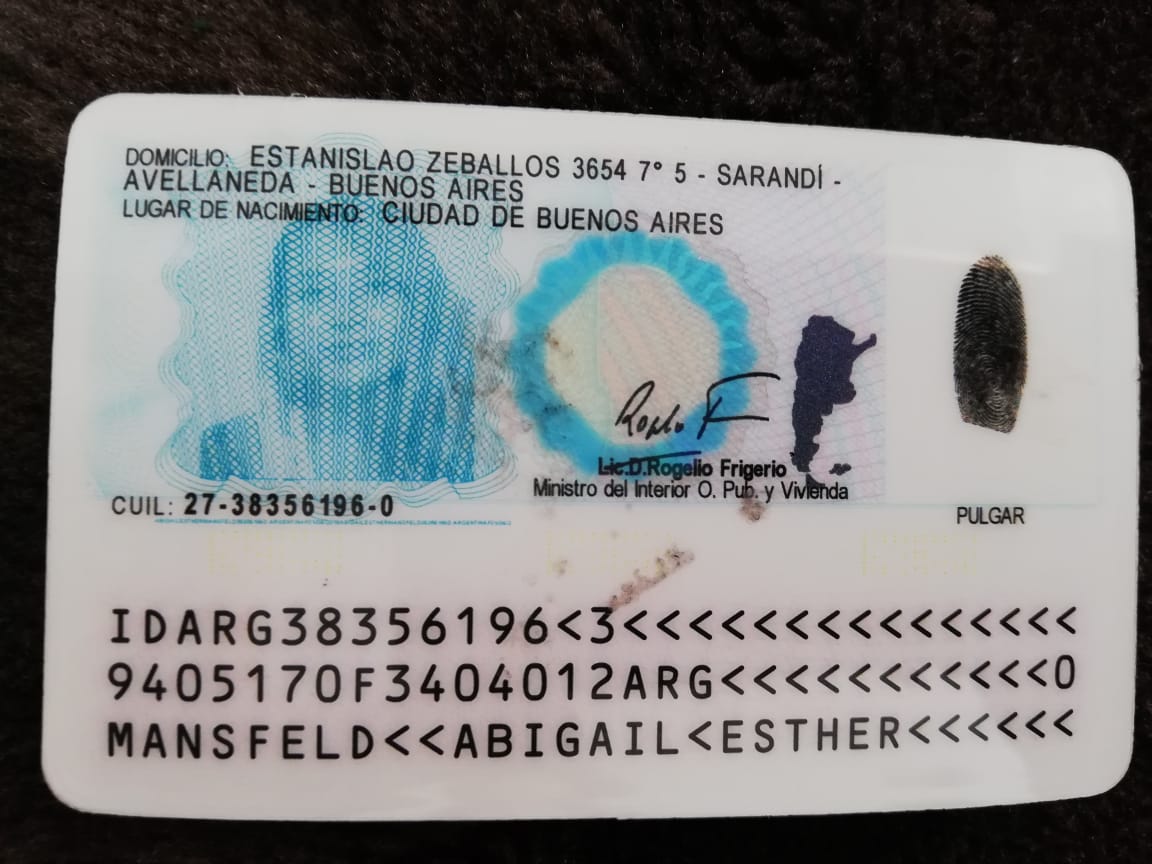 DOMICILIO: ESTANISLAO ZEBALLOS 3654 7° 5 - SARANDÍ -
AVELLANEDA - BUENOS AIRES
LUGAR DE NACIMIENTO: CIUDAD DE BUENOS AIRES
Lic.D.Rogelio Frigerio
Ministro del Interior O. Pub. y Vivienda
CUIL: 27-38356196-0
PULGAR
IDARG38356196<3<<<<<<<<<<<<<<<
9405170F3404012ARG<<<<<<<<<<<0
MANSFELD<<ABIGAIL<ESTHER<<<<<<